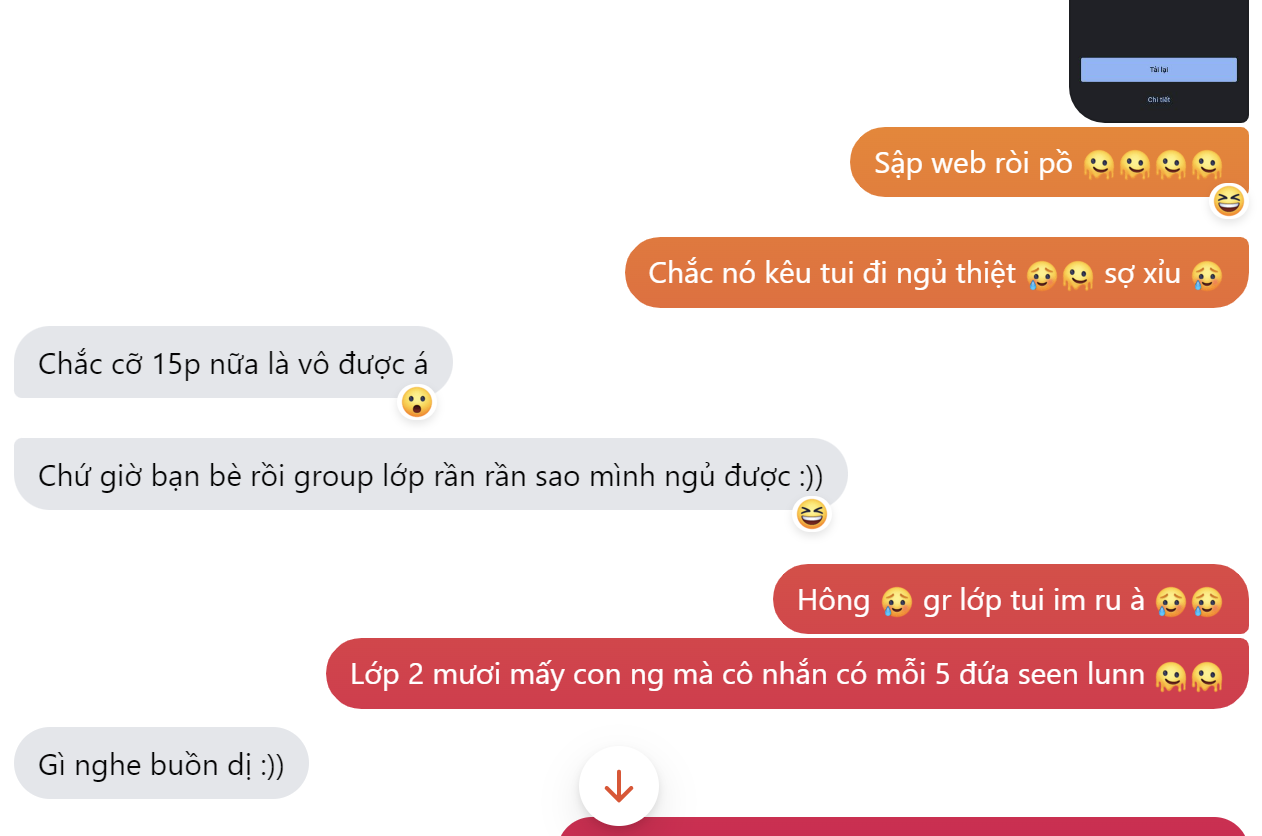 Tải lại
Chi tiết
Sập web ròi pồ 🫠🫠🫠🫠
Chắc nó kêu tui đi ngủ thiệt 😥🫠 sợ xỉu 😥
Chắc cỡ 15p nữa là vô được á
Chứ giờ bạn bè rồi group lớp rần rần sao mình ngủ được :))
Hông 😥 gr lớp tui im ru à 😥😥
Lớp 2 mươi mấy con ng mà cô nhắn có mỗi 5 đứa seen lunn 🫠🫠
Gì nghe buồn dị :))